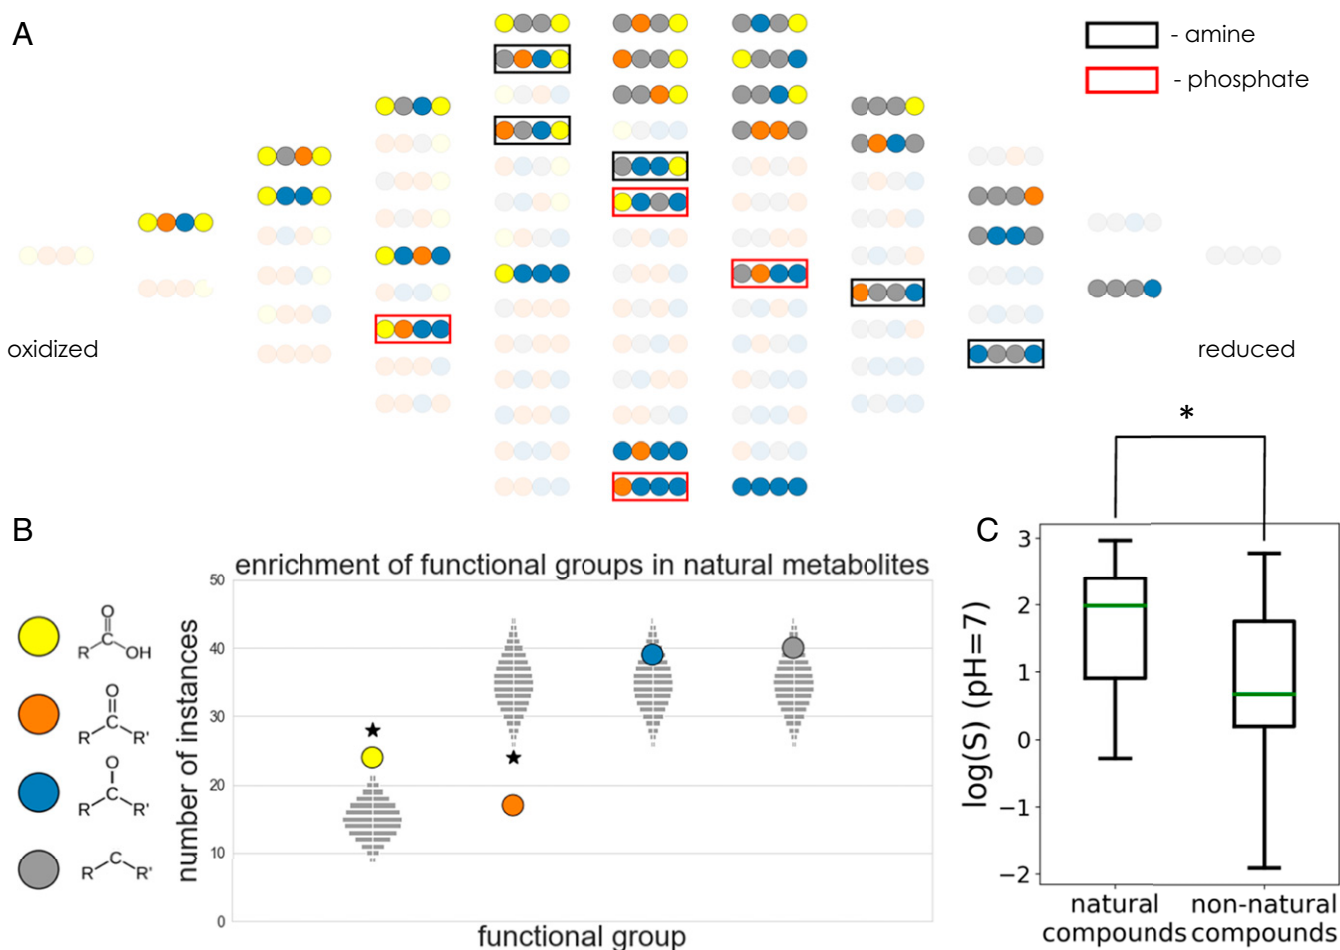 A
- amine
- phosphate
oxidized
reduced
*
B
enrichment of functional groups in natural metabolites
number of instances
50
40
30
20
10
0
functional group
O
R
C
OH
O
R
C
R'
O
R
C
R'
R
C
R'
C
log(S) (pH=7)
3
2
1
0
−1
−2
natural
compounds
non-natural
compounds